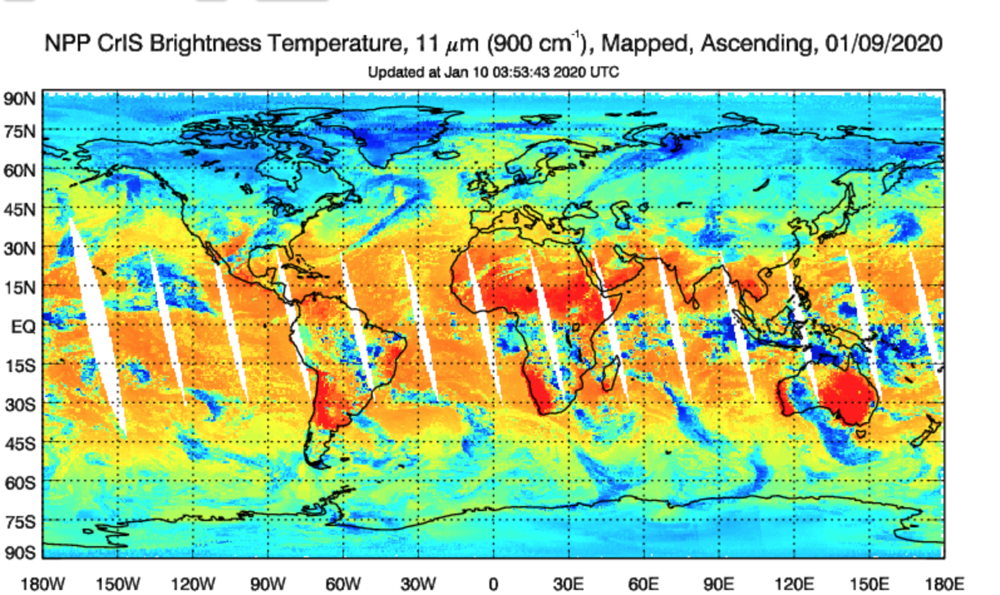 NPP CrIS Brightness Temperature, 11 μm (900 cm⁻¹), Mapped, Ascending, 01/09/2020
Updated at Jan 10 03:53:43 2020 UTC
90N
75N
60N
45N
30N
15N
EQ
15S
30S
45S
60S
75S
90S
180W 150W 120W 90W 60W 30W 0 30E 60E 90E 120E 150E 180E